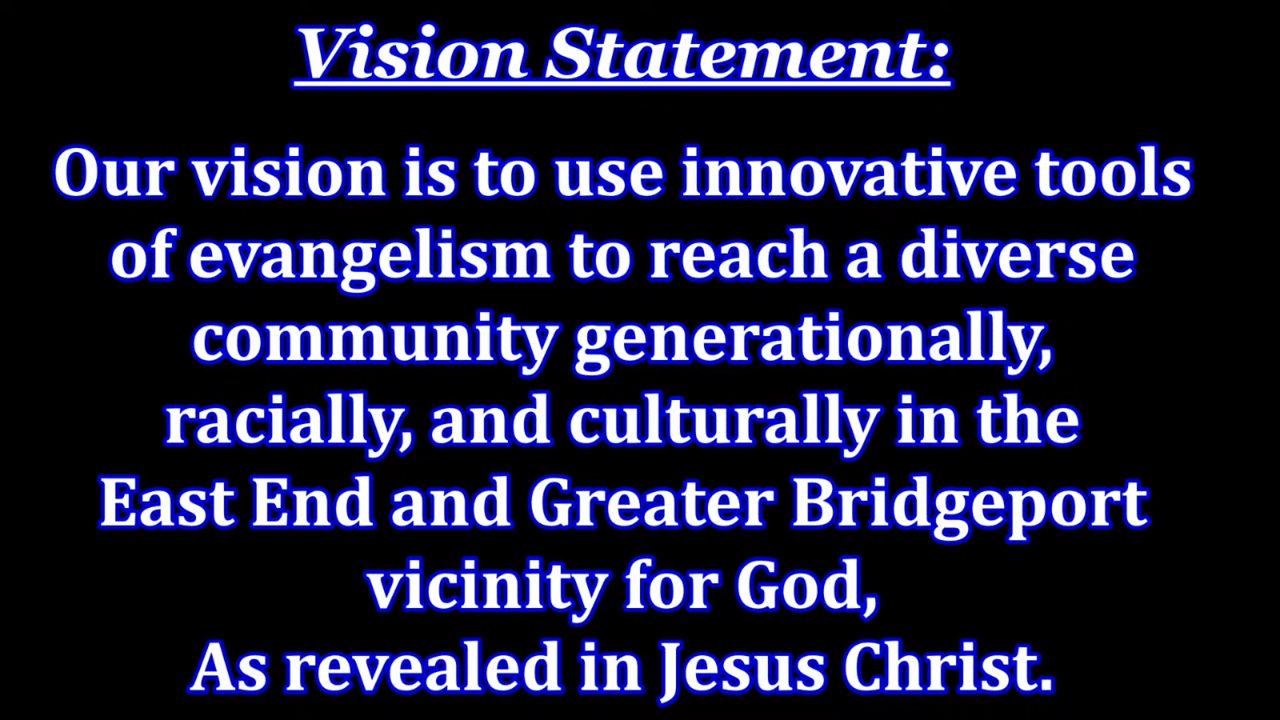 Vision Statement:
Our vision is to use innovative tools
of evangelism to reach a diverse
community generationally,
racially, and culturally in the
East End and Greater Bridgeport
vicinity for God,
As revealed in Jesus Christ.